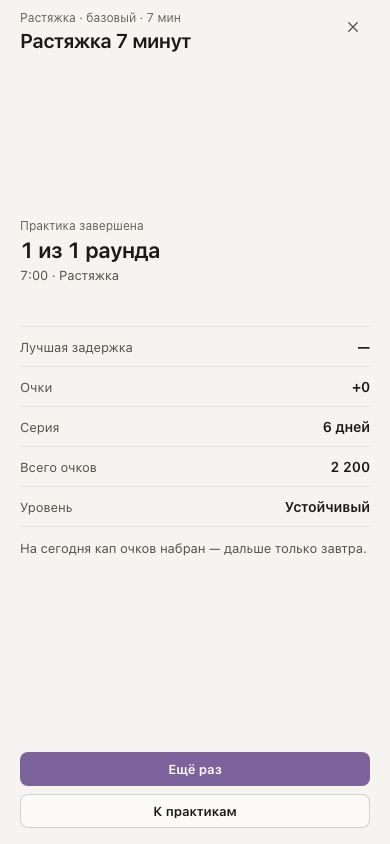 Растяжка · базовый · 7 мин
Растяжка 7 минут
Практика завершена
1 из 1 раунда
7:00 · Растяжка
Лучшая задержка —
Очки +0
Серия 6 дней
Всего очков 2 200
Уровень Устойчивый
На сегодня кап очков набран — дальше только завтра.
Ещё раз
К практикам